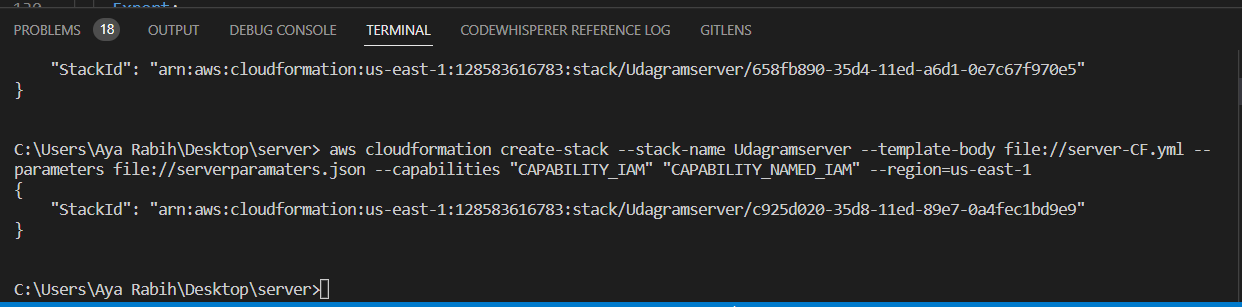 130 Export:
PROBLEMS 18 OUTPUT DEBUG CONSOLE TERMINAL CODEWHISPERER REFERENCE LOG GITLENS
"StackId": "arn:aws:cloudformation:us-east-1:128583616783:stack/Udagramserver/658fb890-35d4-11ed-a6d1-0e7c67f970e5"
}
C:\Users\Aya Rabih\Desktop\server> aws cloudformation create-stack --stack-name Udagramserver --template-body file://server-CF.yml --
parameters file://serverparamaters.json --capabilities "CAPABILITY_IAM" "CAPABILITY_NAMED_IAM" --region=us-east-1
{
"StackId": "arn:aws:cloudformation:us-east-1:128583616783:stack/Udagramserver/c925d020-35d8-11ed-89e7-0a4fec1bd9e9"
}
C:\Users\Aya Rabih\Desktop\server>